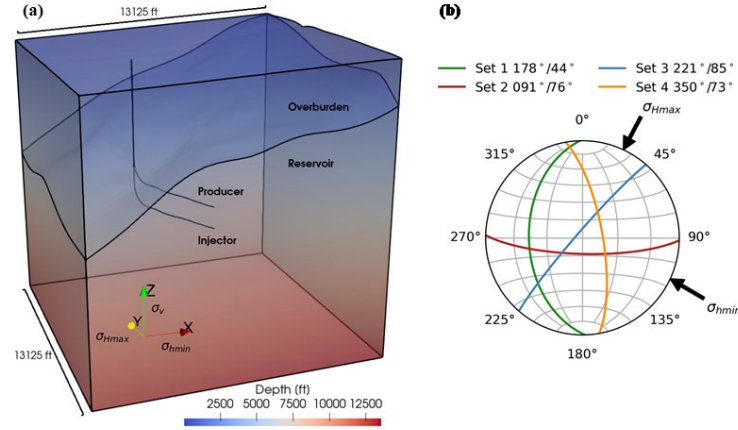 (a)
13125 ft
Overburden
Reservoir
Producer
Injector
Z
σv
Y
X
σHmax
σhmin
13125 ft
Depth [ft]
2500 5000 7500 10000 12500
(b)
Set 1 178°/44° Set 3 221°/85°
Set 2 091°/76° Set 4 350°/73°
σHmax
0°
315° 45°
270° 90°
σhmin
225° 135°
180°